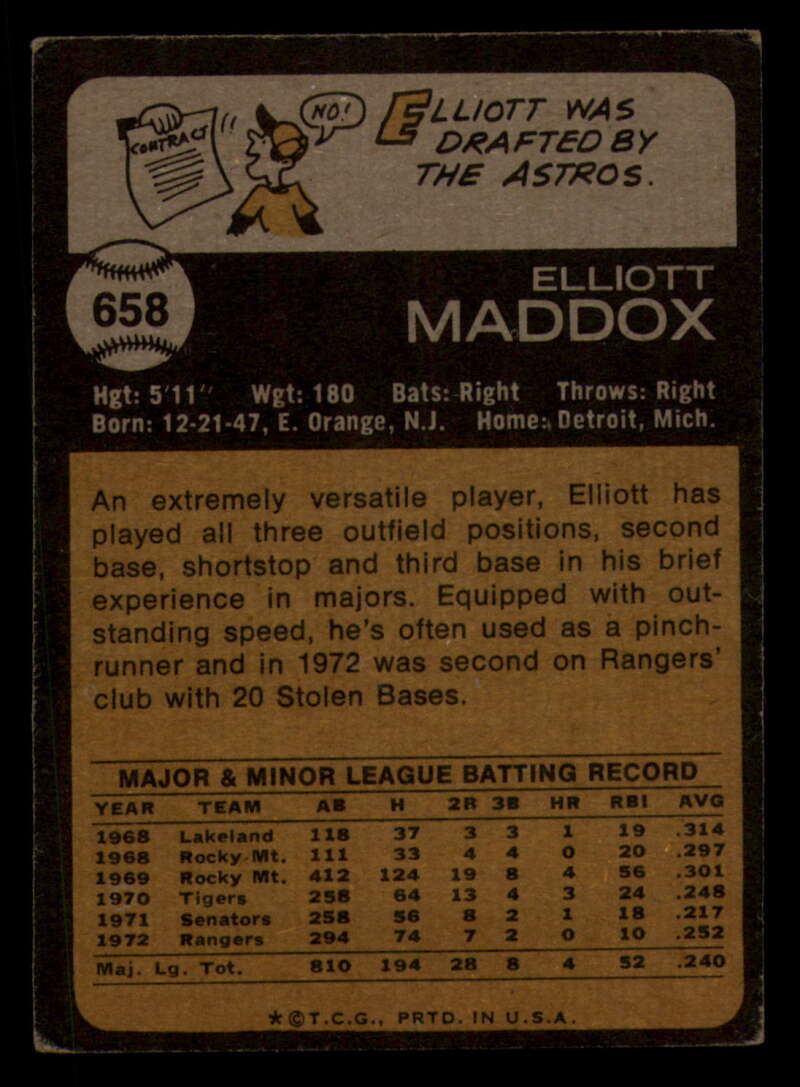 CONTRACT
NO!
ELLIOTT WAS
DRAFTED BY
THE ASTROS.
658
ELLIOTT
MADDOX
Hgt: 5'11" Wgt: 180 Bats: Right Throws: Right
Born: 12-21-47, E. Orange, N.J. Home: Detroit, Mich.
An extremely versatile player, Elliott has
played all three outfield positions, second
base, shortstop and third base in his brief
experience in majors. Equipped with out-
standing speed, he's often used as a pinch-
runner and in 1972 was second on Rangers'
club with 20 Stolen Bases.
MAJOR & MINOR LEAGUE BATTING RECORD
YEAR TEAM AB H 2B 3B HR RBI AVG
1968 Lakeland 118 37 3 3 1 19 .314
1968 Rocky Mt. 111 33 4 4 0 20 .297
1969 Rocky Mt. 412 124 19 8 4 56 .301
1970 Tigers 258 64 13 4 3 24 .248
1971 Senators 258 56 8 2 1 18 .217
1972 Rangers 294 74 7 2 0 10 .252
Maj. Lg. Tot. 810 194 28 8 4 52 .240
*©T.C.G., PRTD. IN U.S.A.